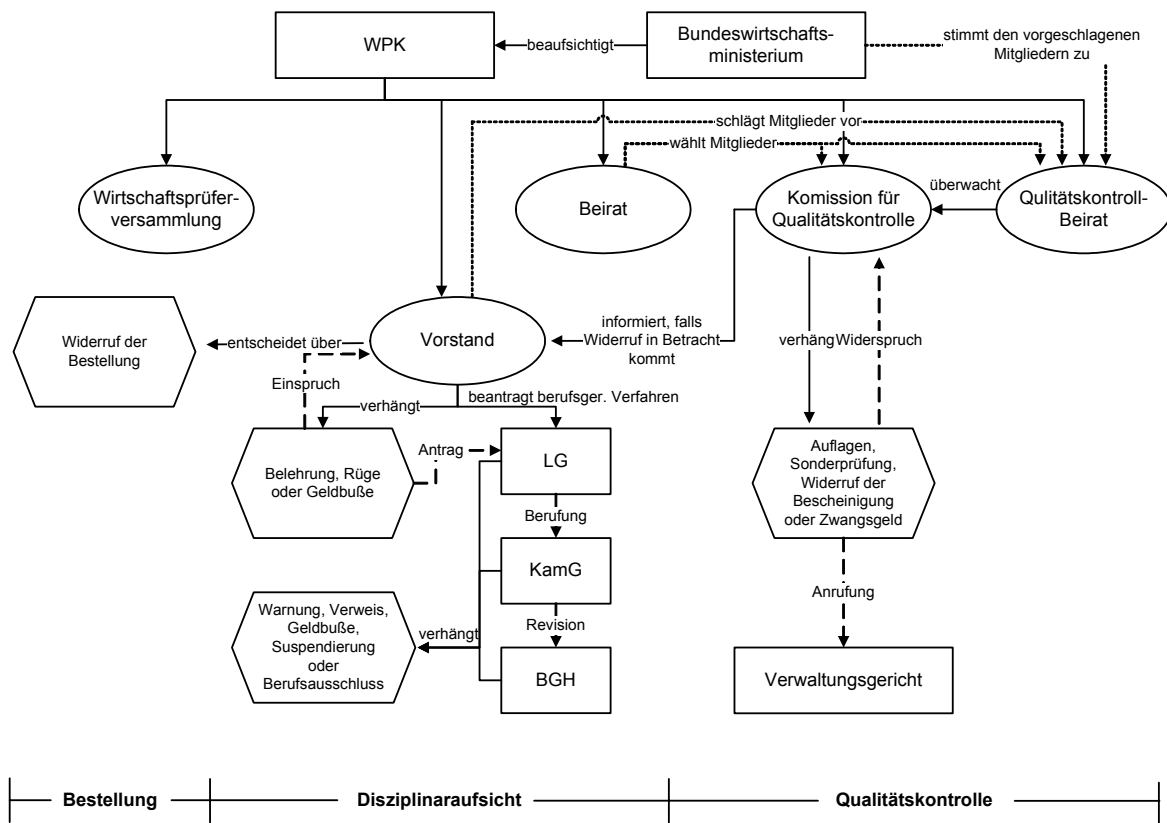 WPK
beaufsichtigt
Bundeswirtschafts-
ministerium
stimmt den vorgeschlagenen
Mitgliedern zu
schlägt Mitglieder vor
wählt Mitglieder
Wirtschaftsprüfer-
versammlung
Beirat
Komission für
Qualitätskontrolle
überwacht
Qulitätskontroll-
Beirat
Widerruf der
Bestellung
entscheidet über
Vorstand
informiert, falls
Widerruf in Betracht
kommt
verhäng
Widerspruch
Einspruch
verhängt
beantragt berufsger. Verfahren
Belehrung, Rüge
oder Geldbuße
Antrag
LG
Auflagen,
Sonderprüfung,
Widerruf der
Bescheinigung
oder Zwangsgeld
Berufung
KamG
Anrufung
Warnung, Verweis,
Geldbuße,
Suspendierung
oder
Berufsausschluss
verhängt
Revision
BGH
Verwaltungsgericht
Bestellung
Disziplinaraufsicht
Qualitätskontrolle